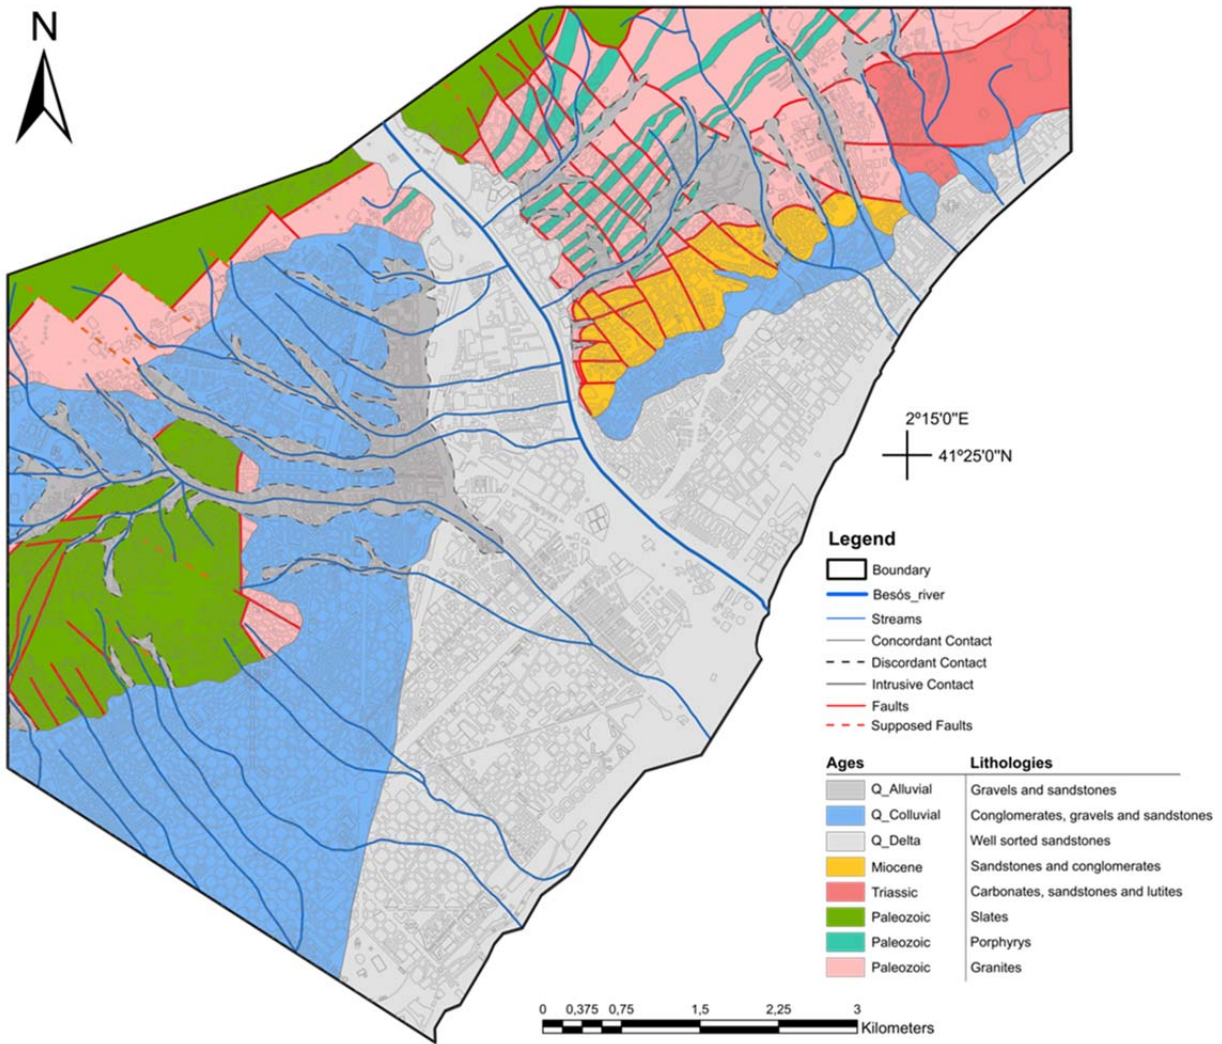 N
2º15'0"E
41º25'0"N
Legend
Boundary
Besós_river
Streams
Concordant Contact
Discordant Contact
Intrusive Contact
Faults
Supposed Faults
Ages Lithologies
Q_Alluvial Gravels and sandstones
Q_Colluvial Conglomerates, gravels and sandstones
Q_Delta Well sorted sandstones
Miocene Sandstones and conglomerates
Triassic Carbonates, sandstones and lutites
Paleozoic Slates
Paleozoic Porphyrys
Paleozoic Granites
0 0,375 0,75 1,5 2,25 3
Kilometers